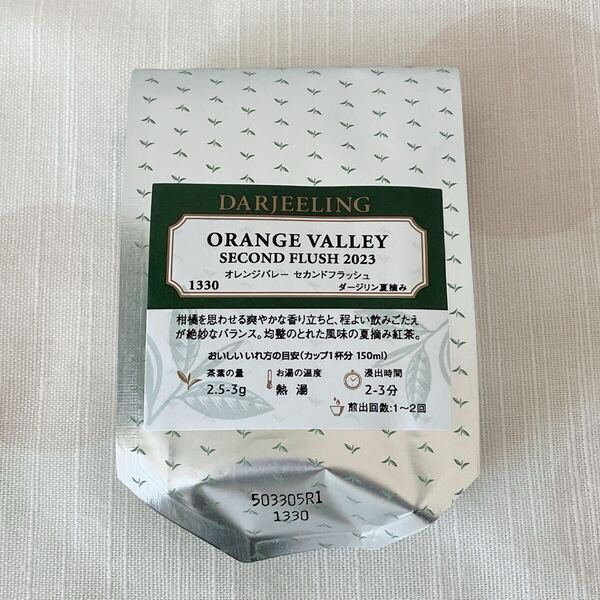 DARJEELING
ORANGE VALLEY
SECOND FLUSH 2023
オレンジバレー セカンドフラッシュ
1330 ダージリン夏摘み
柑橘を思わせる爽やかな香り立ちと、程よい飲みごたえ
が絶妙なバランス。均整のとれた風味の夏摘み紅茶。
おいしいいれ方の目安(カップ1杯分 150ml)
茶葉の量 お湯の温度 浸出時間
2.5-3g 熱湯 2-3分
煎出回数:1〜2回
503305R1
1330